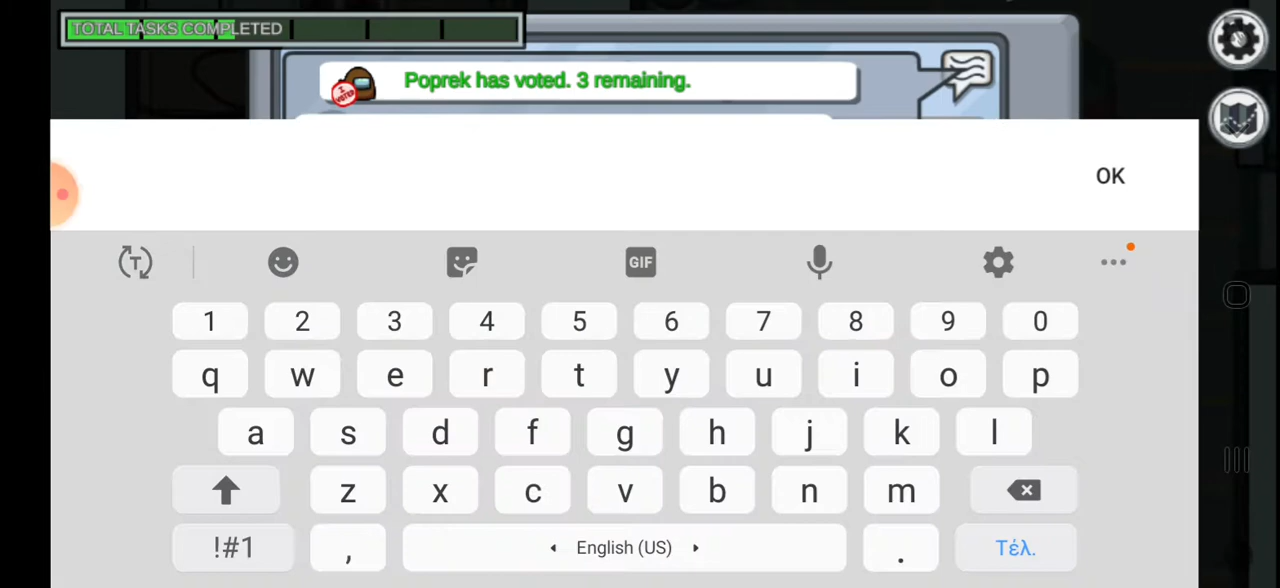 TOTAL TASKS COMPLETED
I VOTED
Poprek has voted. 3 remaining.
OK
T
GIF
1 2 3 4 5 6 7 8 9 0
q w e r t y u i o p
a s d f g h j k l
z x c v b n m
!#1 , English (US) . Τέλ.